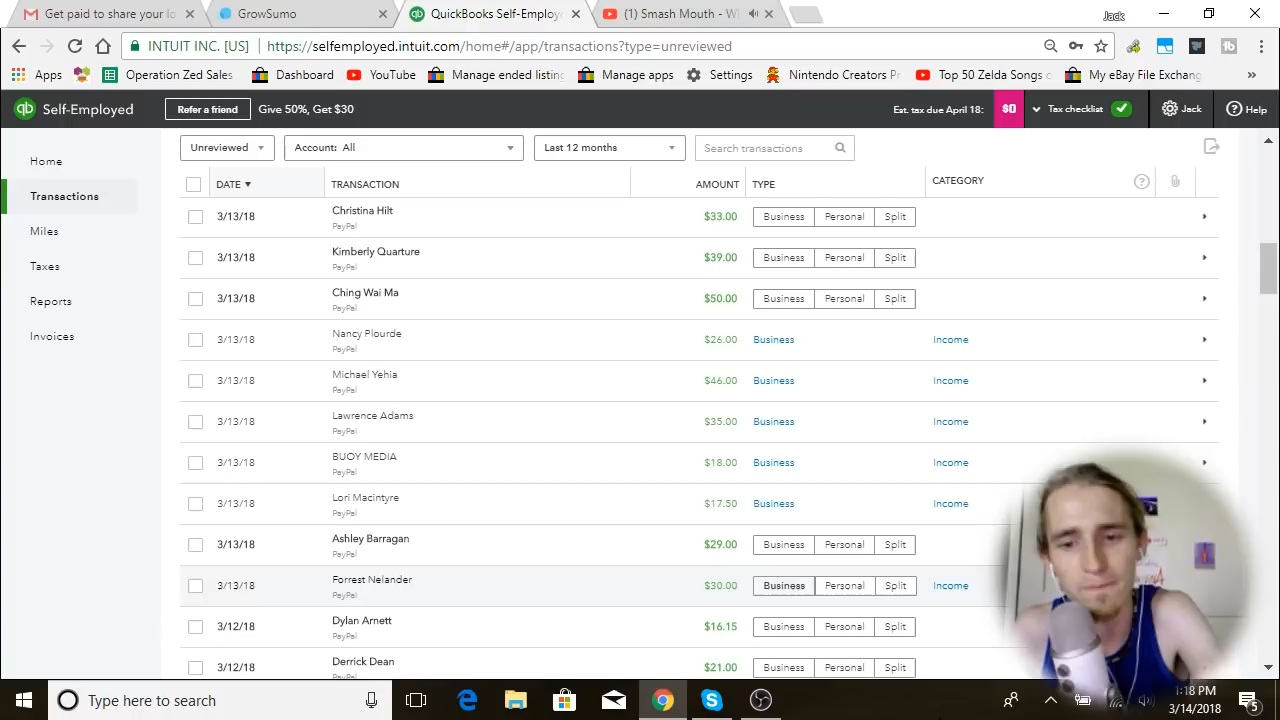 Get paid to share your lo
GrowSumo
QuickBooks Self-Employ
(1) Smash Mouth - W
Jack
INTUIT INC. [US]
https://selfemployed.intuit.com/home#/app/transactions?type=unreviewed
Apps
Operation Zed Sales
Dashboard
YouTube
Manage ended listing
Manage apps
Settings
Nintendo Creators Pr
Top 50 Zelda Songs o
My eBay File Exchang
»
qb Self-Employed
Refer a friend
Give 50%, Get $30
Est. tax due April 18: $0
Tax checklist
Jack
Help
Home
Transactions
Miles
Taxes
Reports
Invoices
Unreviewed
Account: All
Last 12 months
Search transactions
DATE TRANSACTION AMOUNT TYPE CATEGORY ?
3/13/18 Christina Hilt $33.00 Business Personal Split
PayPal
3/13/18 Kimberly Quarture $39.00 Business Personal Split
PayPal
3/13/18 Ching Wai Ma $50.00 Business Personal Split
PayPal
3/13/18 Nancy Plourde $26.00 Business Income
PayPal
3/13/18 Michael Yehia $46.00 Business Income
PayPal
3/13/18 Lawrence Adams $35.00 Business Income
PayPal
3/13/18 BUOY MEDIA $18.00 Business Income
PayPal
3/13/18 Lori Macintyre $17.50 Business Income
PayPal
3/13/18 Ashley Barragan $29.00 Business Personal Split
PayPal
3/13/18 Forrest Nelander $30.00 Business Personal Split Income
PayPal
3/12/18 Dylan Arnett $16.15 Business Personal Split
PayPal
3/12/18 Derrick Dean $21.00 Business Personal Split
Type here to search
1:18 PM
3/14/2018
5